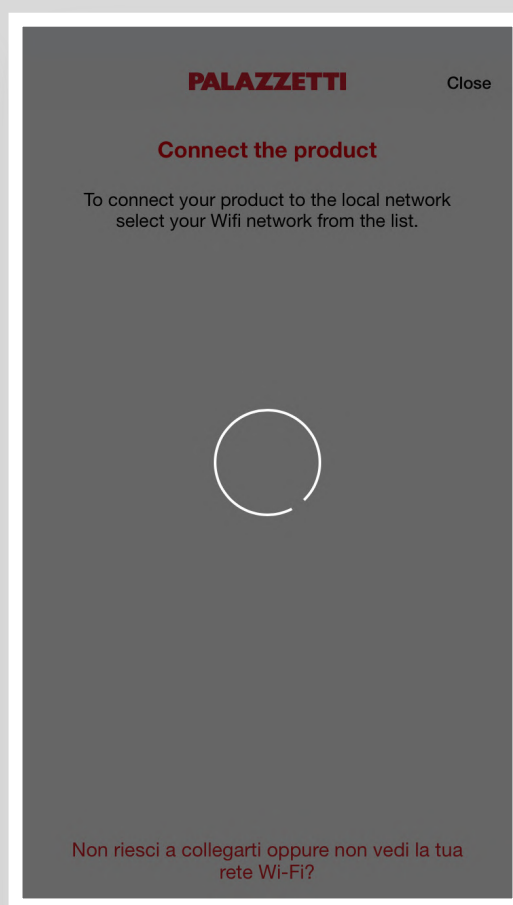 PALAZZETTI
Close
Connect the product
To connect your product to the local network
select your Wifi network from the list.
Non riesci a collegarti oppure non vedi la tua
rete Wi-Fi?